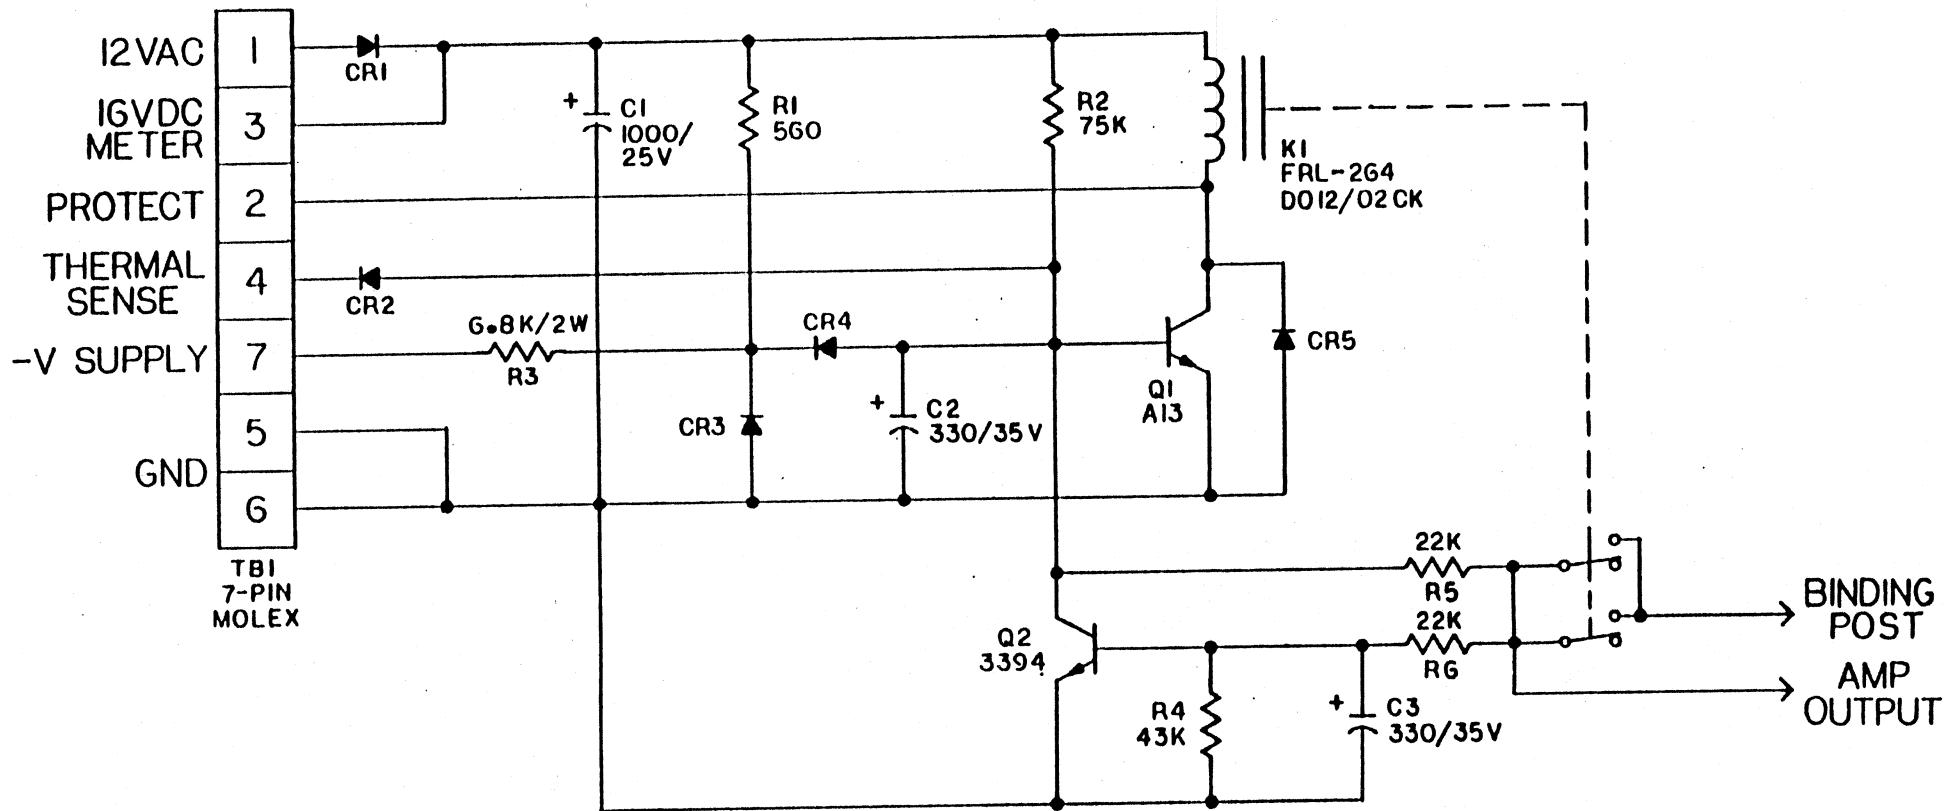 12VAC
1
16VDC
METER
3
PROTECT
2
THERMAL
SENSE
4
-V SUPPLY
7
5
GND
6
TB1
7-PIN
MOLEX
CR1
CR2
6.8K/2W
R3
+
C1
1000/
25V
R1
560
CR4
CR3
+
C2
330/35V
R2
75K
K1
FRL-264
D012/02CK
Q1
A13
CR5
Q2
3394
R4
43K
+
C3
330/35V
22K
R5
22K
R6
BINDING
POST
AMP
OUTPUT